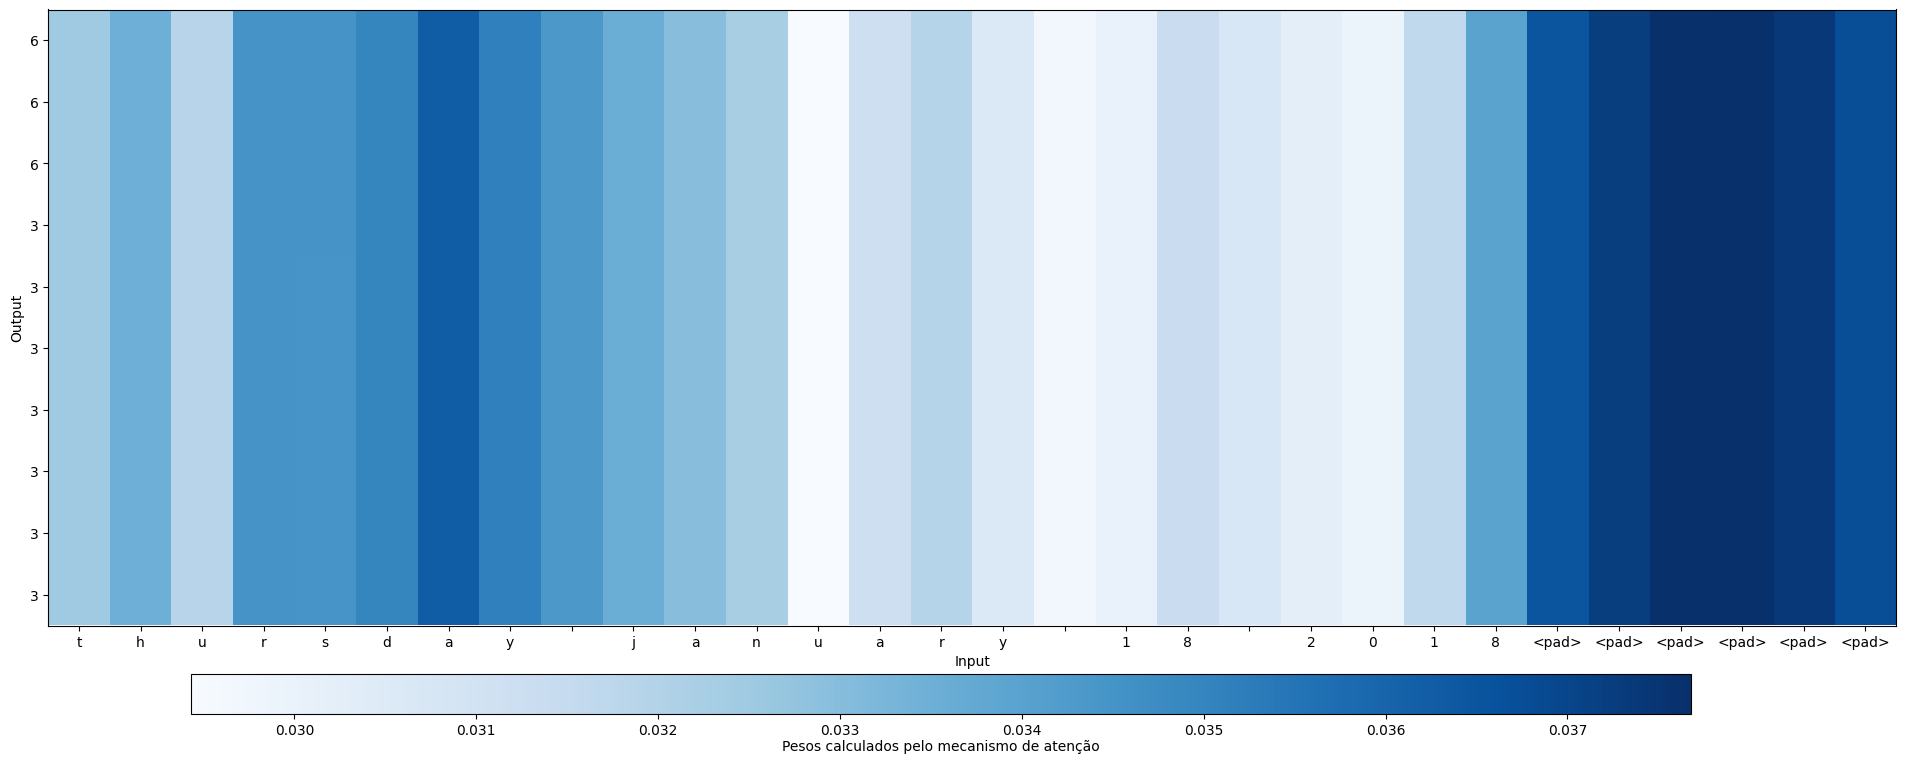 6
6
6
3
3
3
3
3
3
3
Output
t h u r s d a y j a n u a r y 1 8 2 0 1 8 <pad> <pad> <pad> <pad> <pad> <pad>
Input
0.030 0.031 0.032 0.033 0.034 0.035 0.036 0.037
Pesos calculados pelo mecanismo de atenção